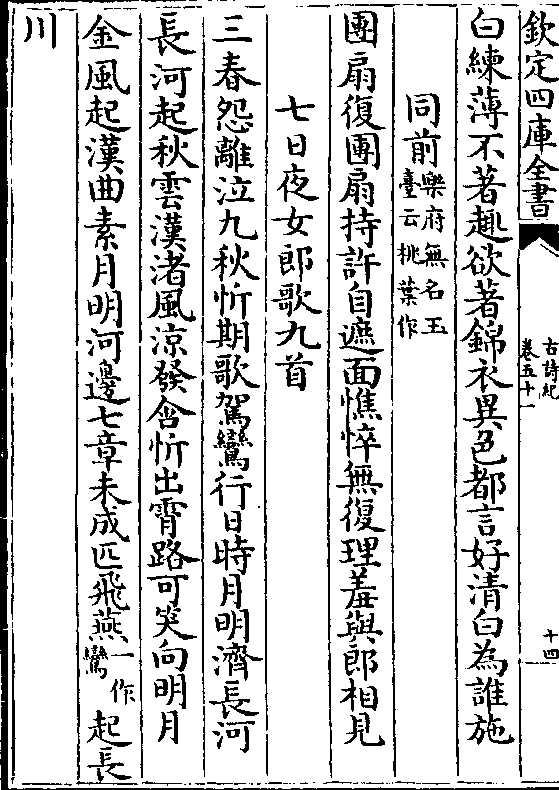 欽定四庫全書
古詩紀
卷五十一
十四
白練薄不著趣欲著錦衣異色都言好清白為誰施
同前樂府無名玉
臺云桃葉作
團扇復團扇持許自遮面憔悴無復理羞與郎相見
七日夜女郎歌九首
三春怨離泣九秋忻期歌駕鸞行日時月明濟長河
長河起秋雲漢渚風涼發含忻出霄路可笑向明月
金風起漢曲素月明河邊七章未成匹飛燕一作鸞起長
川